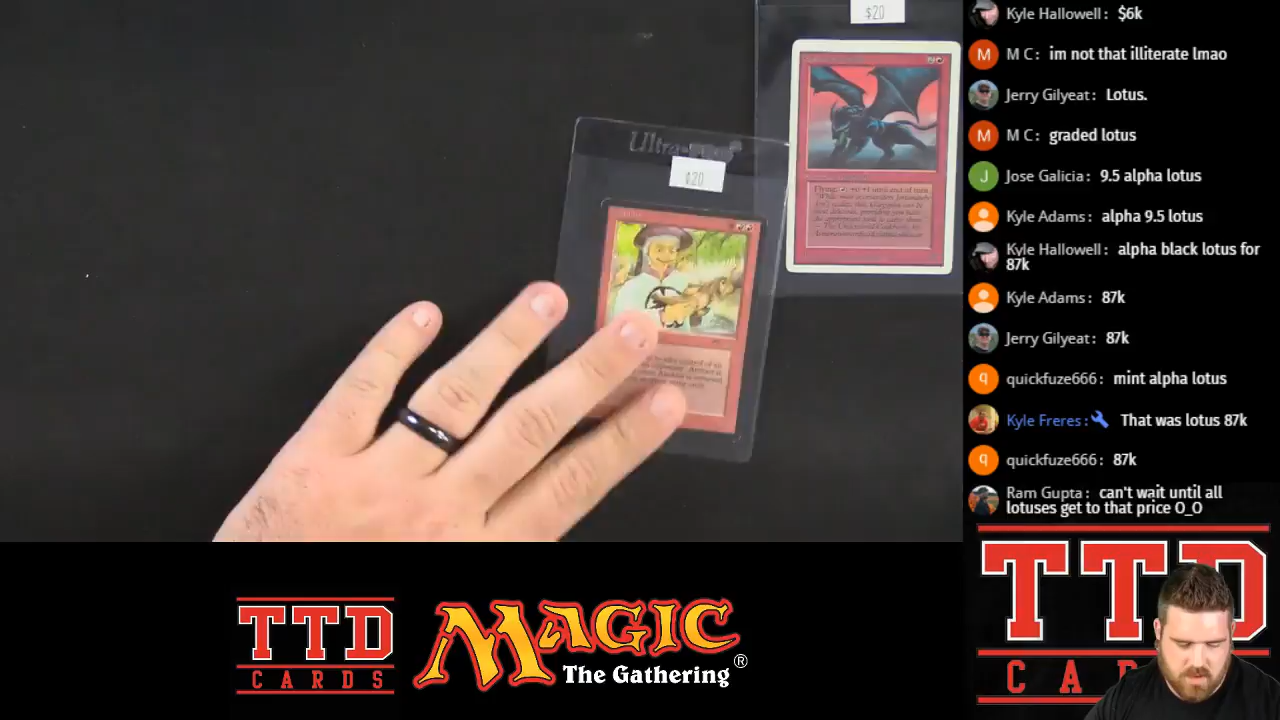 $20
Ultra
$20
Kyle Hallowell: $6k
M C: im not that illiterate lmao
Jerry Gilyeat: Lotus.
M C: graded lotus
Jose Galicia: 9.5 alpha lotus
Kyle Adams: alpha 9.5 lotus
Kyle Hallowell: alpha black lotus for
87k
Kyle Adams: 87k
Jerry Gilyeat: 87k
quickfuze666: mint alpha lotus
Kyle Freres: That was lotus 87k
quickfuze666: 87k
Ram Gupta: can't wait until all
lotuses get to that price O_O
TTD
CARDS
MAGIC
The Gathering®
TTD
CA